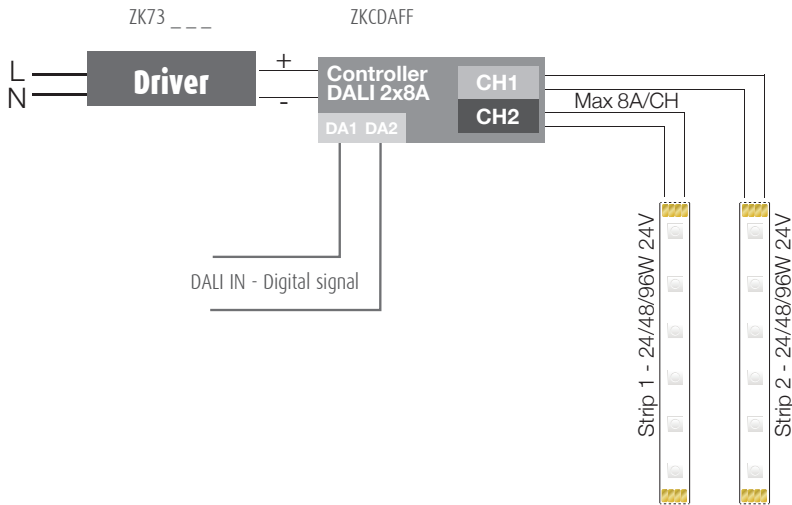 ZK73 _ _ _
ZKCDAFF
L
N
Driver
+
-
Controller
DALI 2x8A
CH1
CH2
DA1 DA2
Max 8A/CH
DALI IN - Digital signal
Strip 1 - 24/48/96W 24V
Strip 2 - 24/48/96W 24V